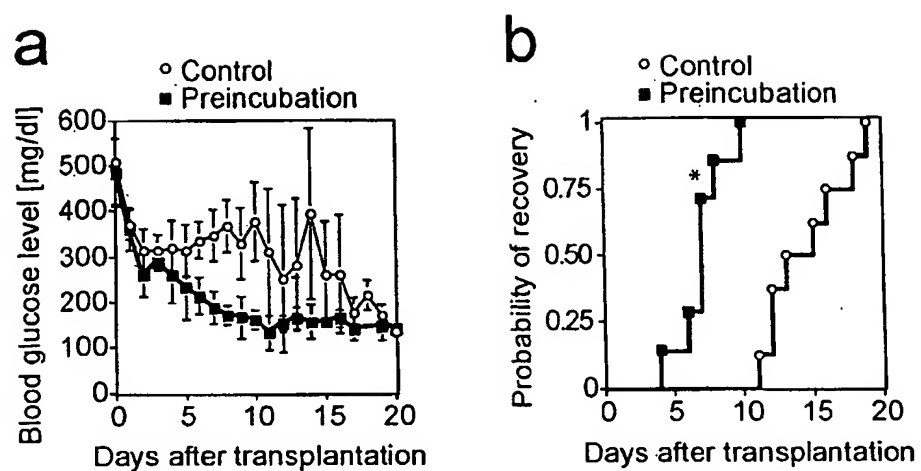 a
○ Control
■ Preincubation
Blood glucose level [mg/dl]
600
500
400
300
200
100
0
0 5 10 15 20
Days after transplantation
b
○ Control
■ Preincubation
Probability of recovery
1
0.75
0.50
0.25
0
*
0 5 10 15 20
Days after transplantation